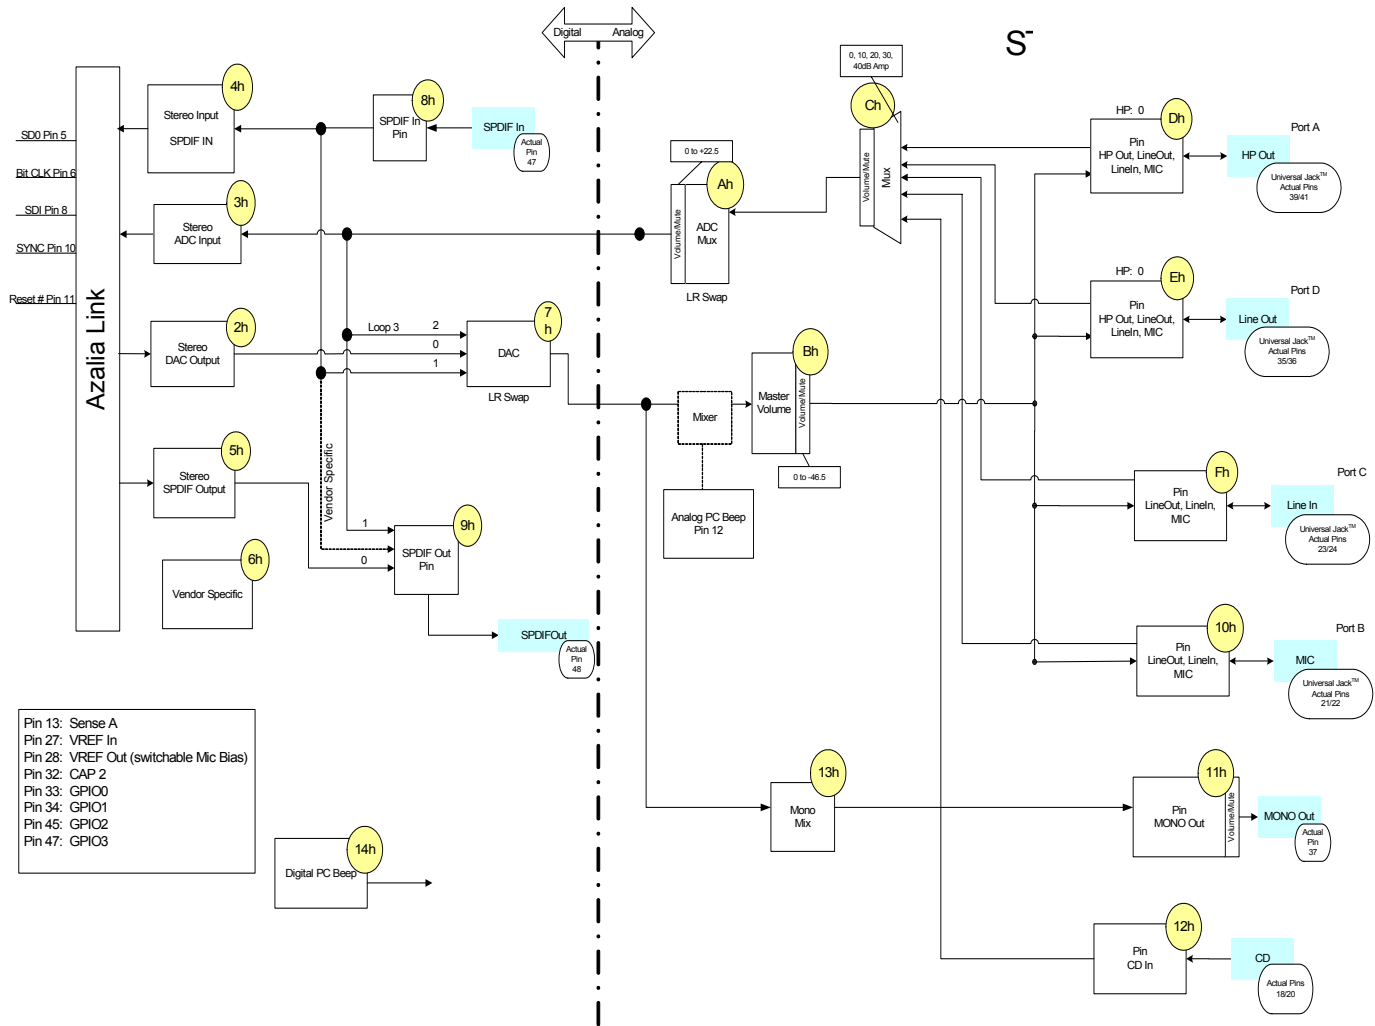 Digital
Analog
S-
0, 10, 20, 30,
40dB Amp
4h
Stereo Input
SPDIF IN
8h
SPDIF In
Pin
SPDIF In
Actual
Pin
47
Ch
Volume/Mute
Mux
HP: 0
Dh
Pin
HP Out, LineOut,
LineIn, MIC
Port A
HP Out
Universal Jack™
Actual Pins
39/41
SD0 Pin 5
Bit CLK Pin 6
SDI Pin 8
SYNC Pin 10
Reset # Pin 11
Azalia Link
3h
Stereo
ADC Input
0 to +22.5
Ah
Volume/Mute
ADC
Mux
LR Swap
HP: 0
Eh
Pin
HP Out, LineOut,
LineIn, MIC
Port D
Line Out
Universal Jack™
Actual Pins
35/36
2h
Stereo
DAC Output
Loop 3
2
0
1
7
h
DAC
LR Swap
Mixer
Bh
Master
Volume
Volume/Mute
0 to -46.5
Analog PC Beep
Pin 12
5h
Stereo
SPDIF Output
Vendor Specific
1
0
9h
SPDIF Out
Pin
Fh
Pin
LineOut, LineIn,
MIC
Port C
Line In
Universal Jack™
Actual Pins
23/24
6h
Vendor Specific
SPDIFOut
Actual
Pin
48
10h
Pin
LineOut, LineIn,
MIC
Port B
MIC
Universal Jack™
Actual Pins
21/22
Pin 13: Sense A
Pin 27: VREF In
Pin 28: VREF Out (switchable Mic Bias)
Pin 32: CAP 2
Pin 33: GPIO0
Pin 34: GPIO1
Pin 45: GPIO2
Pin 47: GPIO3
13h
Mono
Mix
11h
Pin
MONO Out
Volume/Mute
MONO Out
Actual
Pin
37
14h
Digital PC Beep
12h
Pin
CD In
CD
Actual Pins
18/20